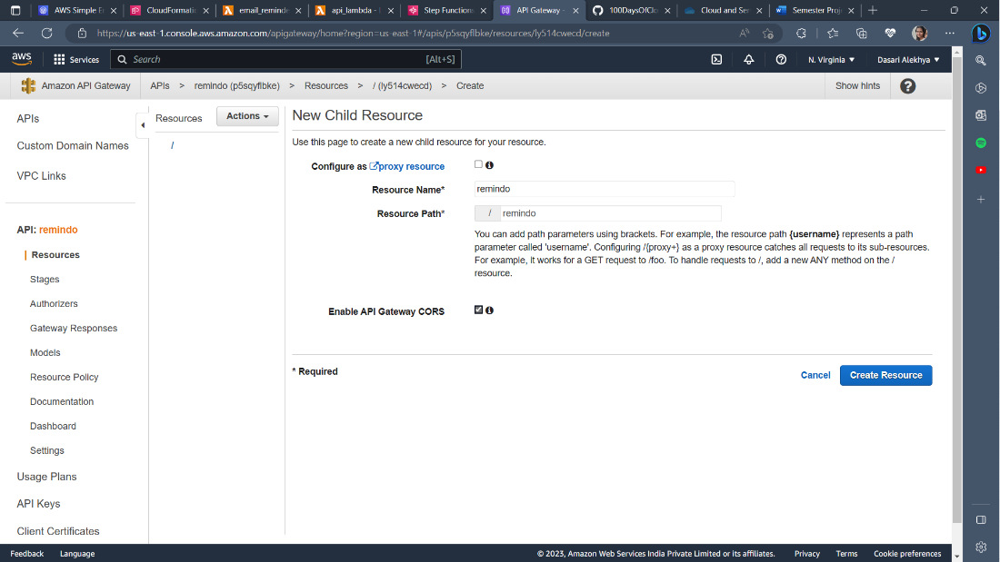 AWS Simple E
CloudFormatio
email_reminde
api_lambda -
Step Function
API Gateway -
100DaysOfClo
Cloud and Ser
Semester Proj
https://us-east-1.console.aws.amazon.com/apigateway/home?region=us-east-1#/apis/p5sqyflbke/resources/ly514cwecd/create
aws
Services
Search
[Alt+S]
N. Virginia
Dasari Alekhya
Amazon API Gateway
APIs > remindo (p5sqyflbke) > Resources > / (ly514cwecd) > Create
Show hints
APIs
Custom Domain Names
VPC Links
API: remindo
Resources
Stages
Authorizers
Gateway Responses
Models
Resource Policy
Documentation
Dashboard
Settings
Usage Plans
API Keys
Client Certificates
Resources
Actions
/
New Child Resource
Use this page to create a new child resource for your resource.
Configure as proxy resource
Resource Name*
remindo
Resource Path*
/ remindo
You can add path parameters using brackets. For example, the resource path {username} represents a path
parameter called 'username'. Configuring /{proxy+} as a proxy resource catches all requests to its sub-resources.
For example, it works for a GET request to /foo. To handle requests to /, add a new ANY method on the /
resource.
Enable API Gateway CORS
* Required
Cancel
Create Resource
Feedback
Language
© 2023, Amazon Web Services India Private Limited or its affiliates.
Privacy
Terms
Cookie preferences